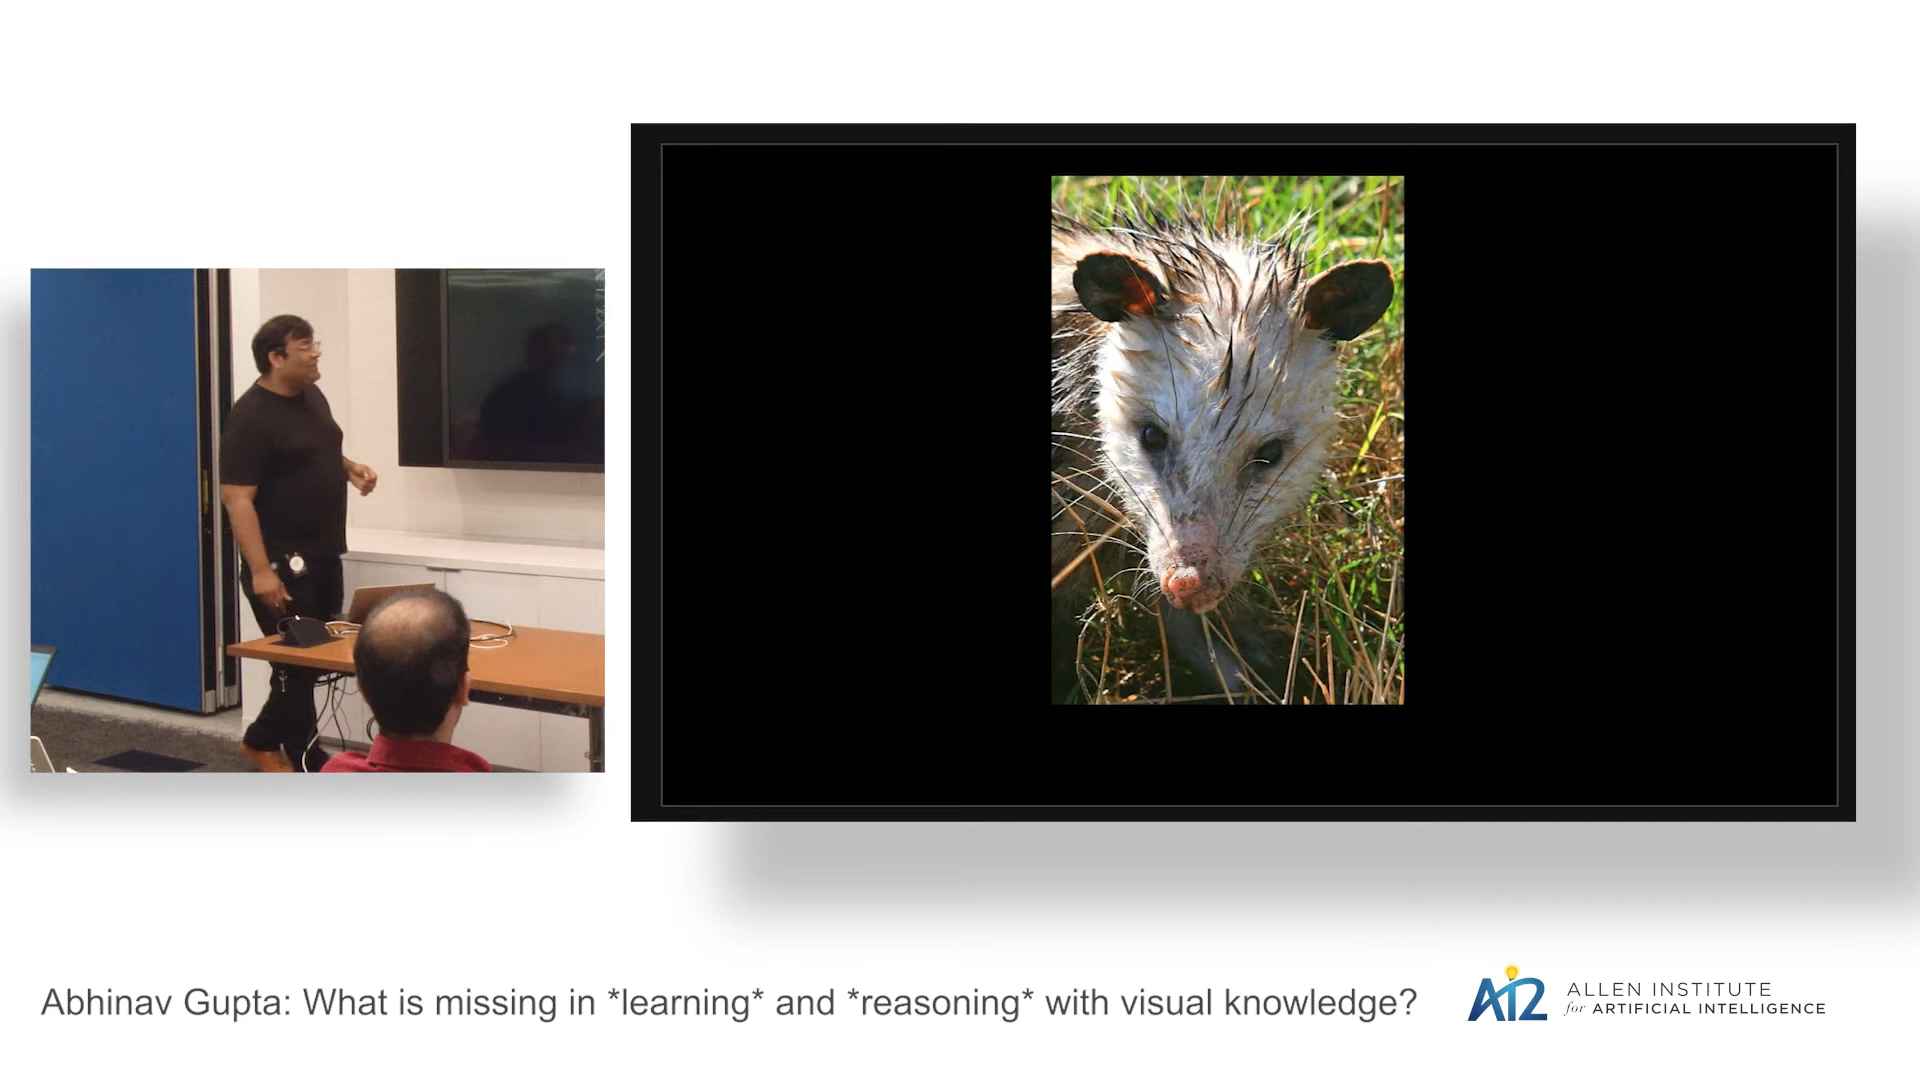 Abhinav Gupta: What is missing in *learning* and *reasoning* with visual knowledge?
AI2
ALLEN INSTITUTE
for ARTIFICIAL INTELLIGENCE